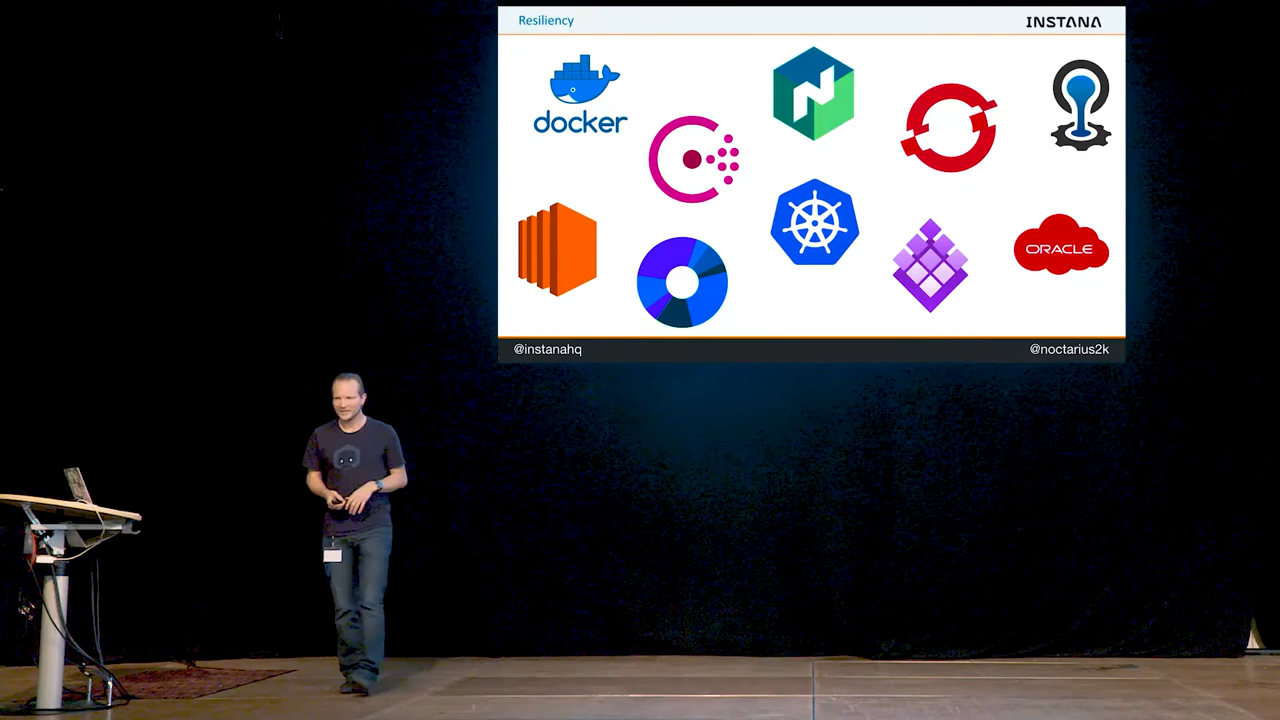 Resiliency
INSTANA
docker
ORACLE
@instanahq
@noctarius2k